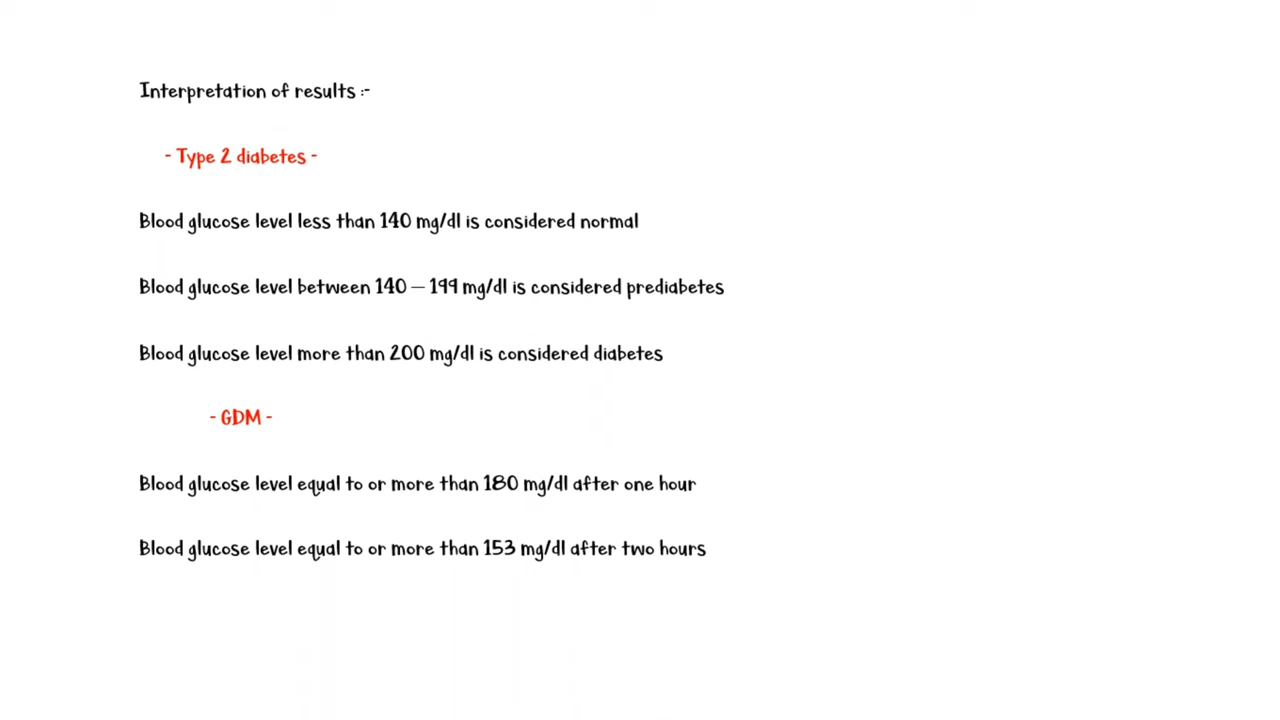 Interpretation of results :-
- Type 2 diabetes -
Blood glucose level less than 140 mg/dl is considered normal
Blood glucose level between 140 – 199 mg/dl is considered prediabetes
Blood glucose level more than 200 mg/dl is considered diabetes
- GDM -
Blood glucose level equal to or more than 180 mg/dl after one hour
Blood glucose level equal to or more than 153 mg/dl after two hours